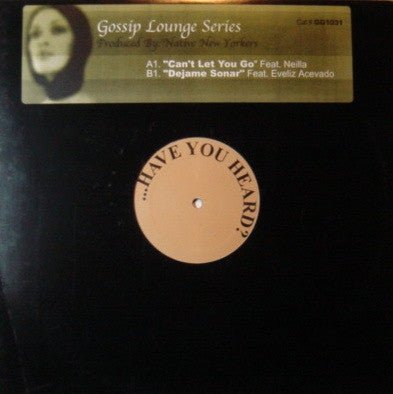 Gossip Lounge Series
Cat# GG1031
Produced By: Native New Yorkers
A1. "Can't Let You Go" Feat. Neilla
B1. "Dejame Sonar" Feat. Eveliz Acevado
...HAVE YOU HEARD?